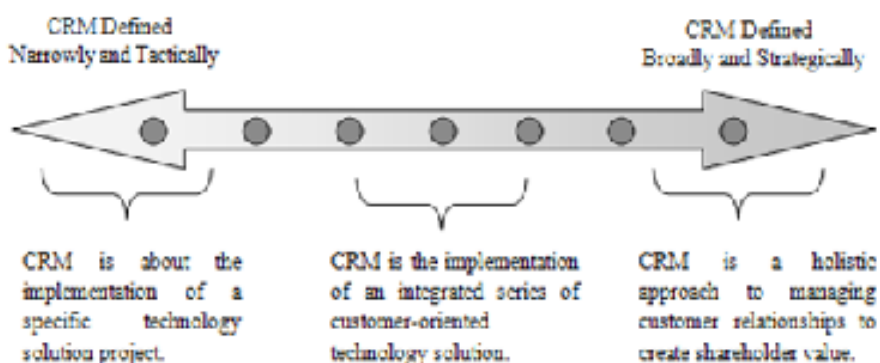 CRM Defined
Narrowly and Tactically
CRM Defined
Broadly and Strategically
CRM is about the
implementation of a
specific technology
solution project.
CRM is the implementation
of an integrated series of
customer-oriented
technology solution.
CRM is a holistic
approach to managing
customer relationships to
create shareholder value.